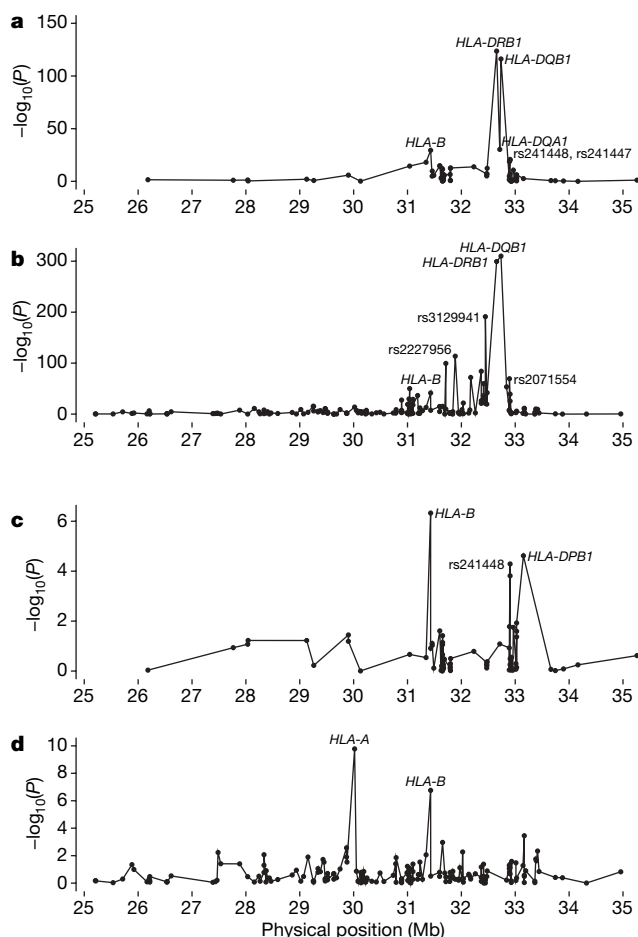 a
150
100
50
0
−log10(P)
HLA-DRB1
HLA-DQB1
HLA-DQA1
HLA-B
rs241448, rs241447
25 26 27 28 29 30 31 32 33 34 35
b
300
200
100
0
−log10(P)
HLA-DQB1
HLA-DRB1
rs3129941
rs2227956
HLA-B
rs2071554
25 26 27 28 29 30 31 32 33 34 35
c
6
4
2
0
−log10(P)
HLA-B
rs241448
HLA-DPB1
25 26 27 28 29 30 31 32 33 34 35
d
10
8
6
4
2
0
−log10(P)
HLA-A
HLA-B
25 26 27 28 29 30 31 32 33 34 35
Physical position (Mb)